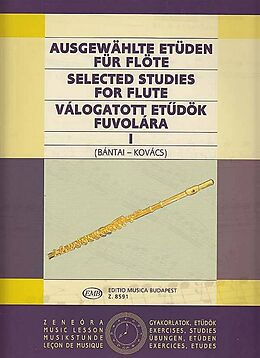 AUSGEWÄHLTE ETÜDEN
FÜR FLÖTE
SELECTED STUDIES
FOR FLUTE
VÁLOGATOTT ETŰDÖK
FUVOLÁRA
I
(BÁNTAI – KOVÁCS)
EMB
EDITIO MUSICA BUDAPEST
Z. 8591
ZENEÓRA
MUSIC LESSON
MUSIKSTUNDE
LEÇON DE MUSIQUE
GYAKORLATOK, ETŰDÖK
EXERCISES, STUDIES
ÜBUNGEN, ETÜDEN
EXERCICES, ETUDES